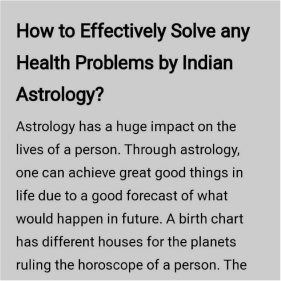 How to Effectively Solve any
Health Problems by Indian
Astrology?
Astrology has a huge impact on the
lives of a person. Through astrology,
one can achieve great good things in
life due to a good forecast of what
would happen in future. A birth chart
has different houses for the planets
ruling the horoscope of a person. The